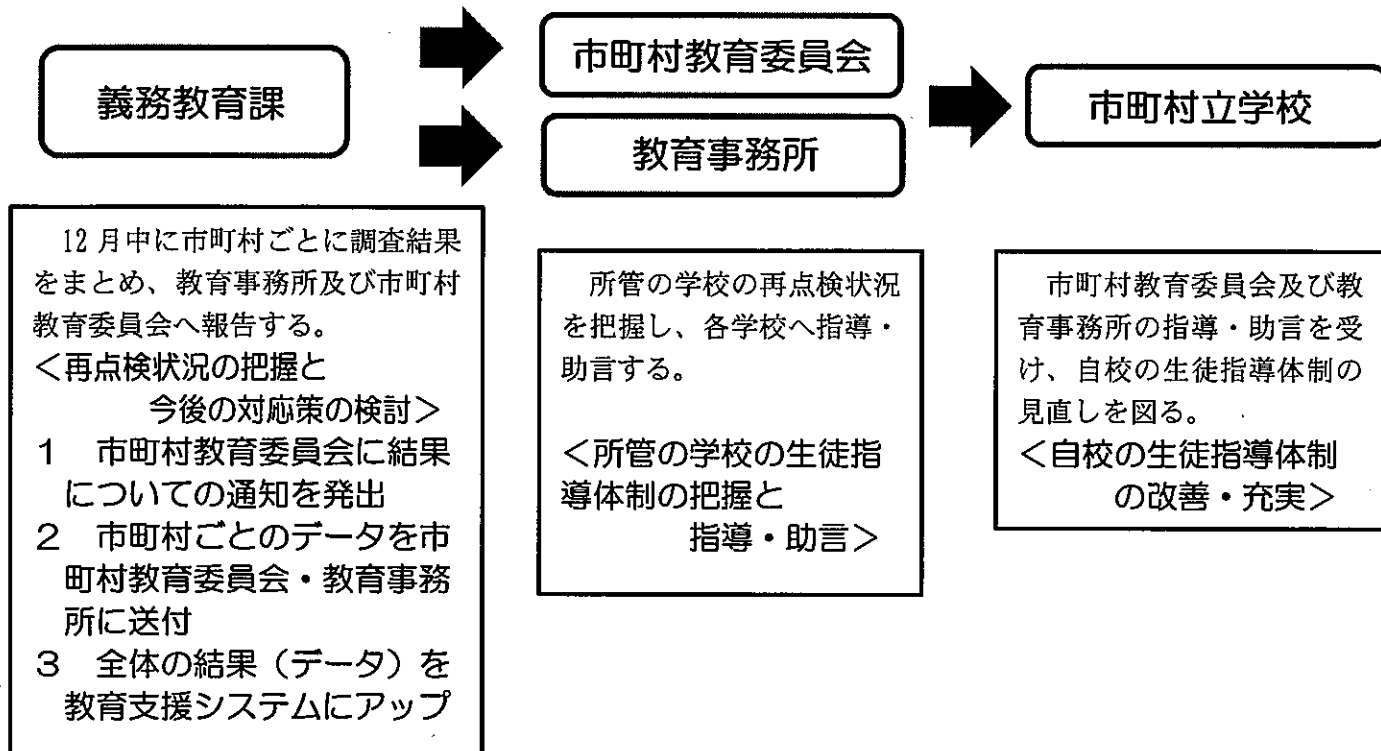 義務教育課
市町村教育委員会
教育事務所
市町村立学校
12月中に市町村ごとに調査結果
をまとめ、教育事務所及び市町村
教育委員会へ報告する。
＜再点検状況の把握と
今後の対応策の検討＞
1　市町村教育委員会に結果
についての通知を発出
2　市町村ごとのデータを市
町村教育委員会・教育事務
所に送付
3　全体の結果（データ）を
教育支援システムにアップ
所管の学校の再点検状況
を把握し、各学校へ指導・
助言する。
＜所管の学校の生徒指
導体制の把握と
指導・助言＞
市町村教育委員会及び教
育事務所の指導・助言を受
け、自校の生徒指導体制の
見直しを図る。
＜自校の生徒指導体制
の改善・充実＞